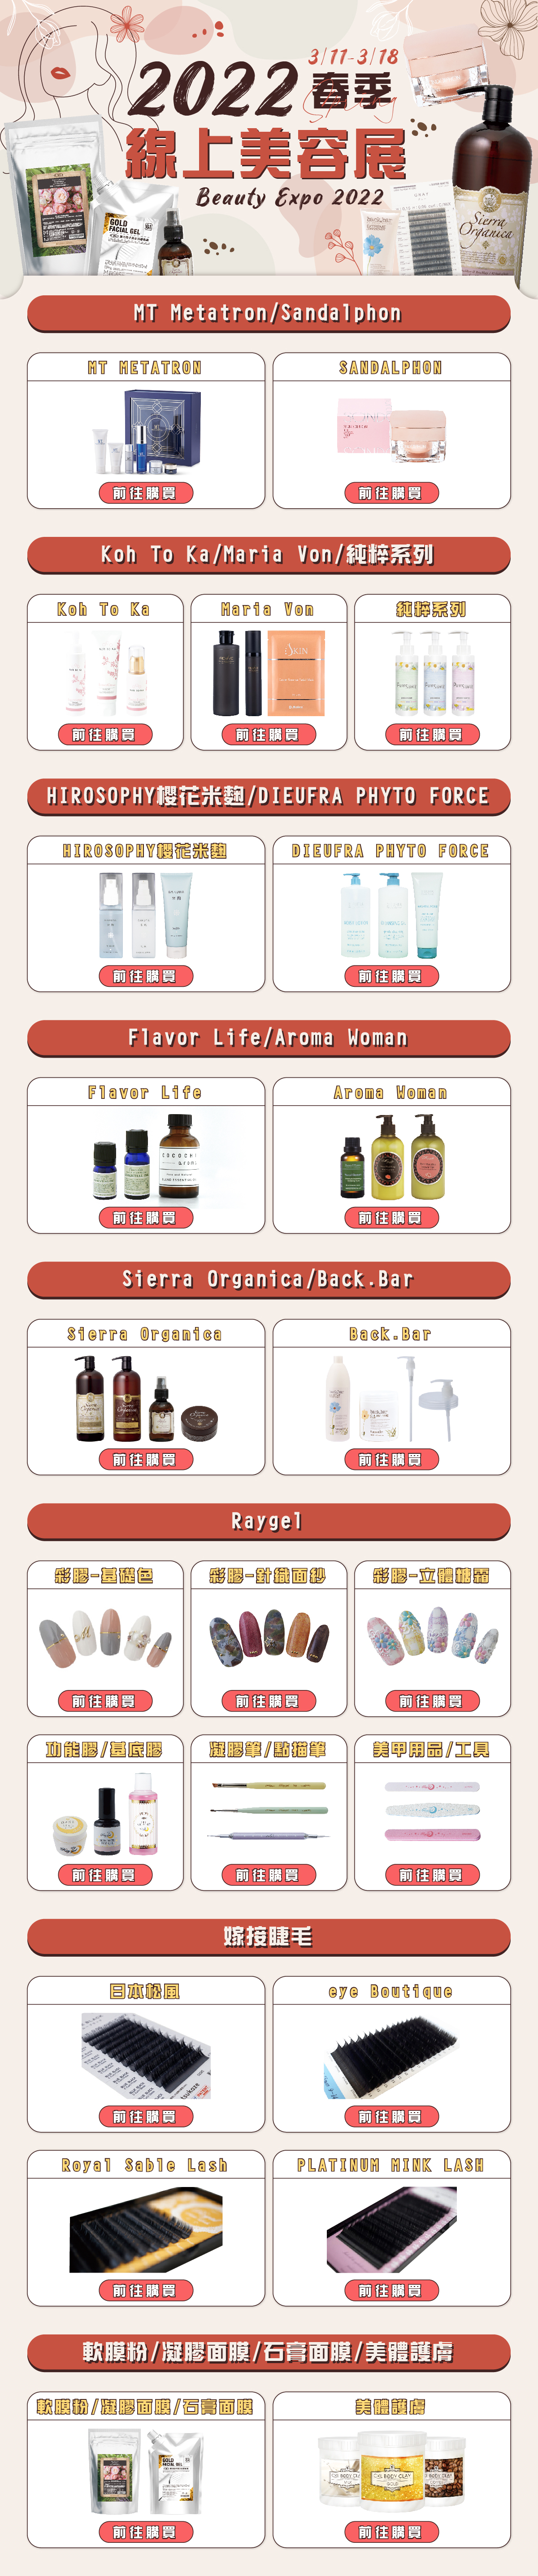 3/11-3/18
2022 春季
Spring
線上美容展
Beauty Expo 2022
GOLD
FACIAL GEL
Sierra
Organica
MT Metatron/Sandalphon
MT METATRON
SANDALPHON
前往購買
前往購買
Koh To Ka/Maria Von/純粹系列
Koh To Ka
Maria Von
純粹系列
SKIN
前往購買
前往購買
前往購買
HIROSOPHY櫻花米麴/DIEUFRA PHYTO FORCE
HIROSOPHY櫻花米麴
DIEUFRA PHYTO FORCE
前往購買
前往購買
Flavor Life/Aroma Woman
Flavor Life
Aroma Woman
COCOCHI
aroma
前往購買
前往購買
Sierra Organica/Back.Bar
Sierra Organica
Back.Bar
前往購買
前往購買
Raygel
彩膠-基礎色
彩膠-針織面紗
彩膠-立體糖霜
前往購買
前往購買
前往購買
功能膠/基底膠
凝膠筆/點描筆
美甲用品/工具
前往購買
前往購買
前往購買
嫁接睫毛
日本松風
eye Boutique
前往購買
前往購買
Royal Sable Lash
PLATINUM MINK LASH
前往購買
前往購買
軟膜粉/凝膠面膜/石膏面膜/美體護膚
軟膜粉/凝膠面膜/石膏面膜
美體護膚
GOLD
FACIAL GEL
BODY CLAY
前往購買
前往購買